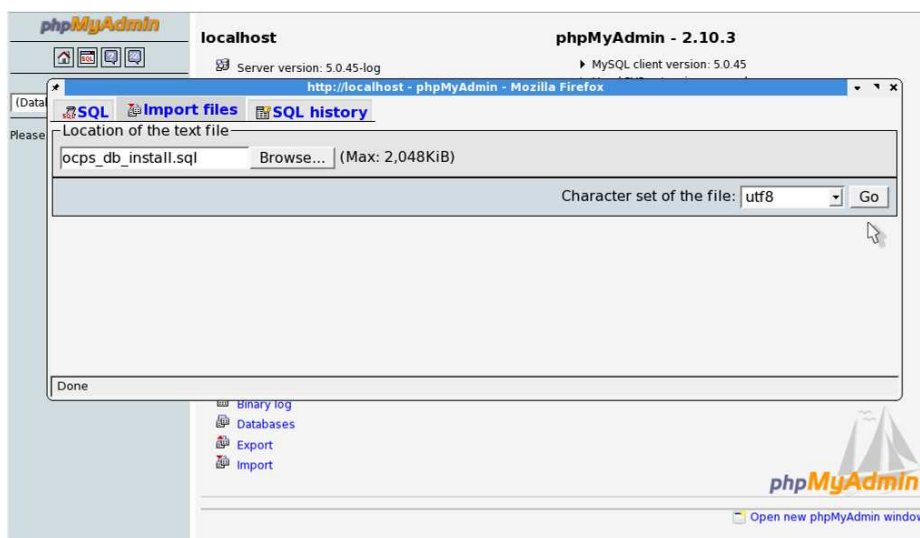 phpMyAdmin
localhost
phpMyAdmin - 2.10.3
Server version: 5.0.45-log
MySQL client version: 5.0.45
http://localhost - phpMyAdmin - Mozilla Firefox
(Datab
SQL Import files SQL history
Please
Location of the text file
ocps_db_install.sql Browse... (Max: 2,048KiB)
Character set of the file: utf8 Go
Done
Binary log
Databases
Export
Import
phpMyAdmin
Open new phpMyAdmin window